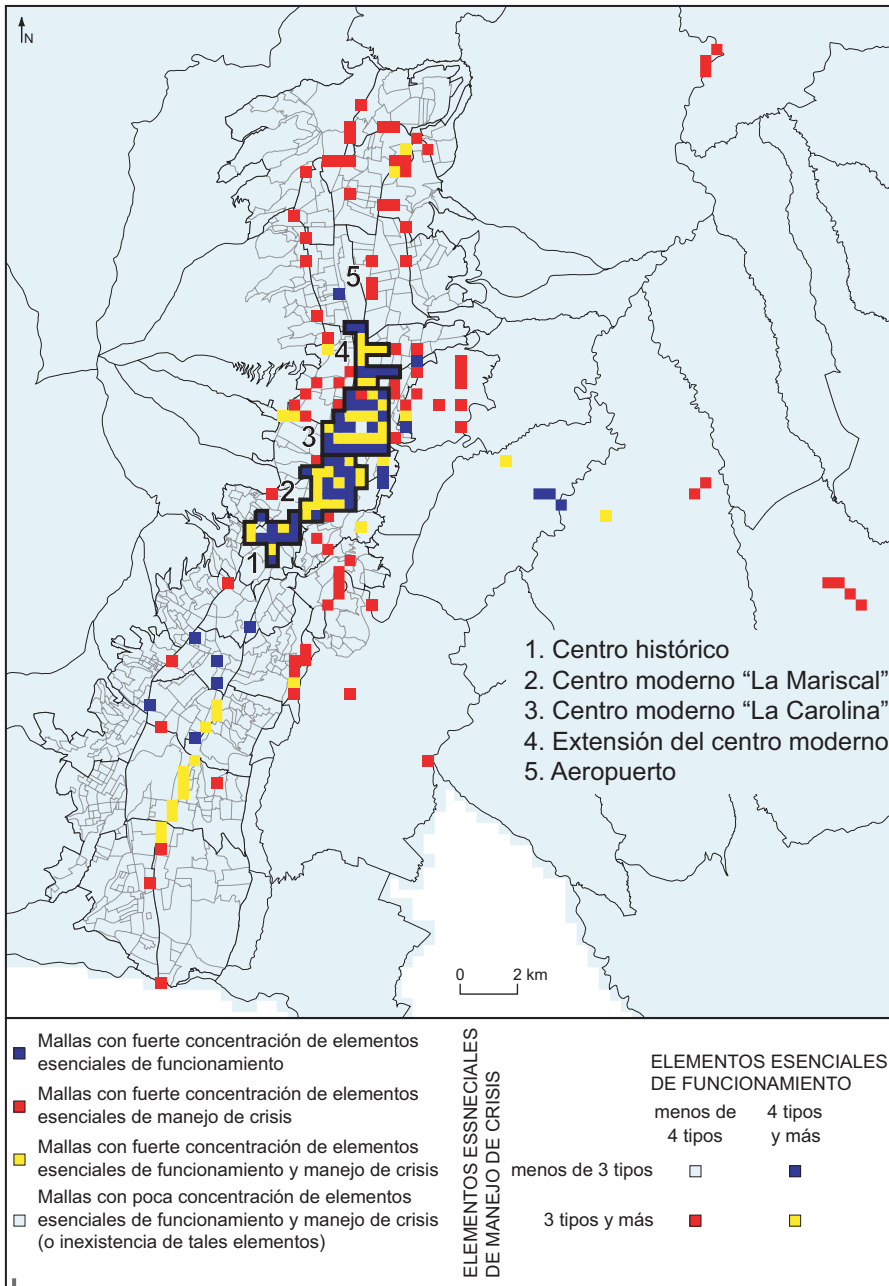 N
5
4
3
2
1
1. Centro histórico
2. Centro moderno “La Mariscal”
3. Centro moderno “La Carolina”
4. Extensión del centro moderno
5. Aeropuerto
0 2 km
Mallas con fuerte concentración de elementos
esenciales de funcionamiento
Mallas con fuerte concentración de elementos
esenciales de manejo de crisis
Mallas con fuerte concentración de elementos
esenciales de funcionamiento y manejo de crisis
Mallas con poca concentración de elementos
esenciales de funcionamiento y manejo de crisis
(o inexistencia de tales elementos)
ELEMENTOS ESSNECIALES
DE MANEJO DE CRISIS
ELEMENTOS ESENCIALES
DE FUNCIONAMIENTO
menos de 4 tipos
4 tipos y más
menos de 3 tipos
3 tipos y más